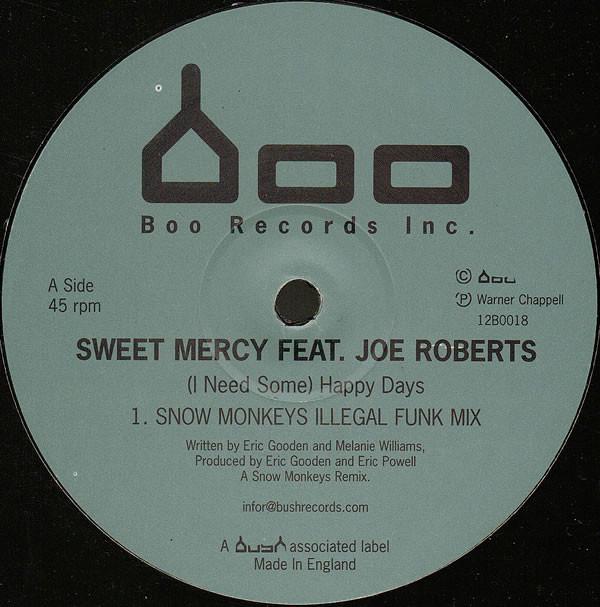 boo
Boo Records Inc.
A Side
45 rpm
© boo
℗ Warner Chappell
12B0018
SWEET MERCY FEAT. JOE ROBERTS
(I Need Some) Happy Days
1. SNOW MONKEYS ILLEGAL FUNK MIX
Written by Eric Gooden and Melanie Williams,
Produced by Eric Gooden and Eric Powell
A Snow Monkeys Remix.
infor@bushrecords.com
A bush associated label
Made In England